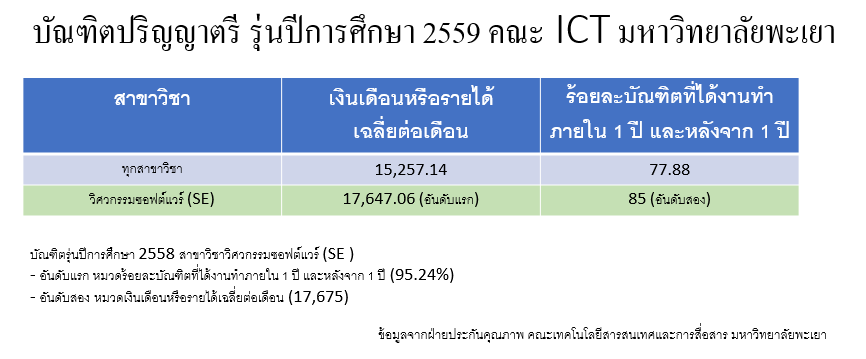 บัณฑิตปริญญาตรี รุ่นปีการศึกษา 2559 คณะ ICT มหาวิทยาลัยพะเยา
สาขาวิชา
เงินเดือนหรือรายได้
เฉลี่ยต่อเดือน
ร้อยละบัณฑิตที่ได้งานทำ
ภายใน 1 ปี และหลังจาก 1 ปี
ทุกสาขาวิชา 15,257.14 77.88
วิศวกรรมซอฟต์แวร์ (SE) 17,647.06 (อันดับแรก) 85 (อันดับสอง)
บัณฑิตรุ่นปีการศึกษา 2558 สาขาวิชาวิศวกรรมซอฟต์แวร์ (SE )
- อันดับแรก หมวดร้อยละบัณฑิตที่ได้งานทำภายใน 1 ปี และหลังจาก 1 ปี (95.24%)
- อันดับสอง หมวดเงินเดือนหรือรายได้เฉลี่ยต่อเดือน (17,675)
ข้อมูลจากฝ่ายประกันคุณภาพ คณะเทคโนโลยีสารสนเทศและการสื่อสาร มหาวิทยาลัยพะเยา